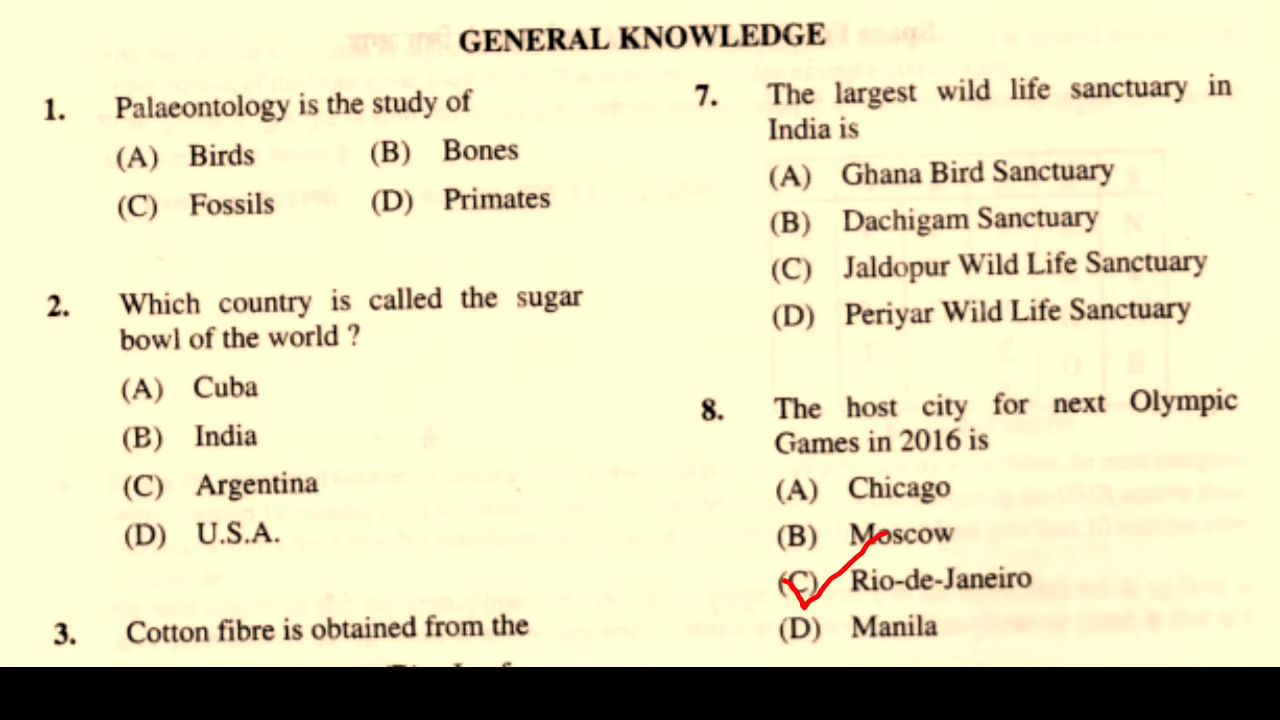 GENERAL KNOWLEDGE
1. Palaeontology is the study of
(A) Birds (B) Bones
(C) Fossils (D) Primates
2. Which country is called the sugar
bowl of the world ?
(A) Cuba
(B) India
(C) Argentina
(D) U.S.A.
3. Cotton fibre is obtained from the
7. The largest wild life sanctuary in
India is
(A) Ghana Bird Sanctuary
(B) Dachigam Sanctuary
(C) Jaldopur Wild Life Sanctuary
(D) Periyar Wild Life Sanctuary
8. The host city for next Olympic
Games in 2016 is
(A) Chicago
(B) Moscow
(C) Rio-de-Janeiro
(D) Manila